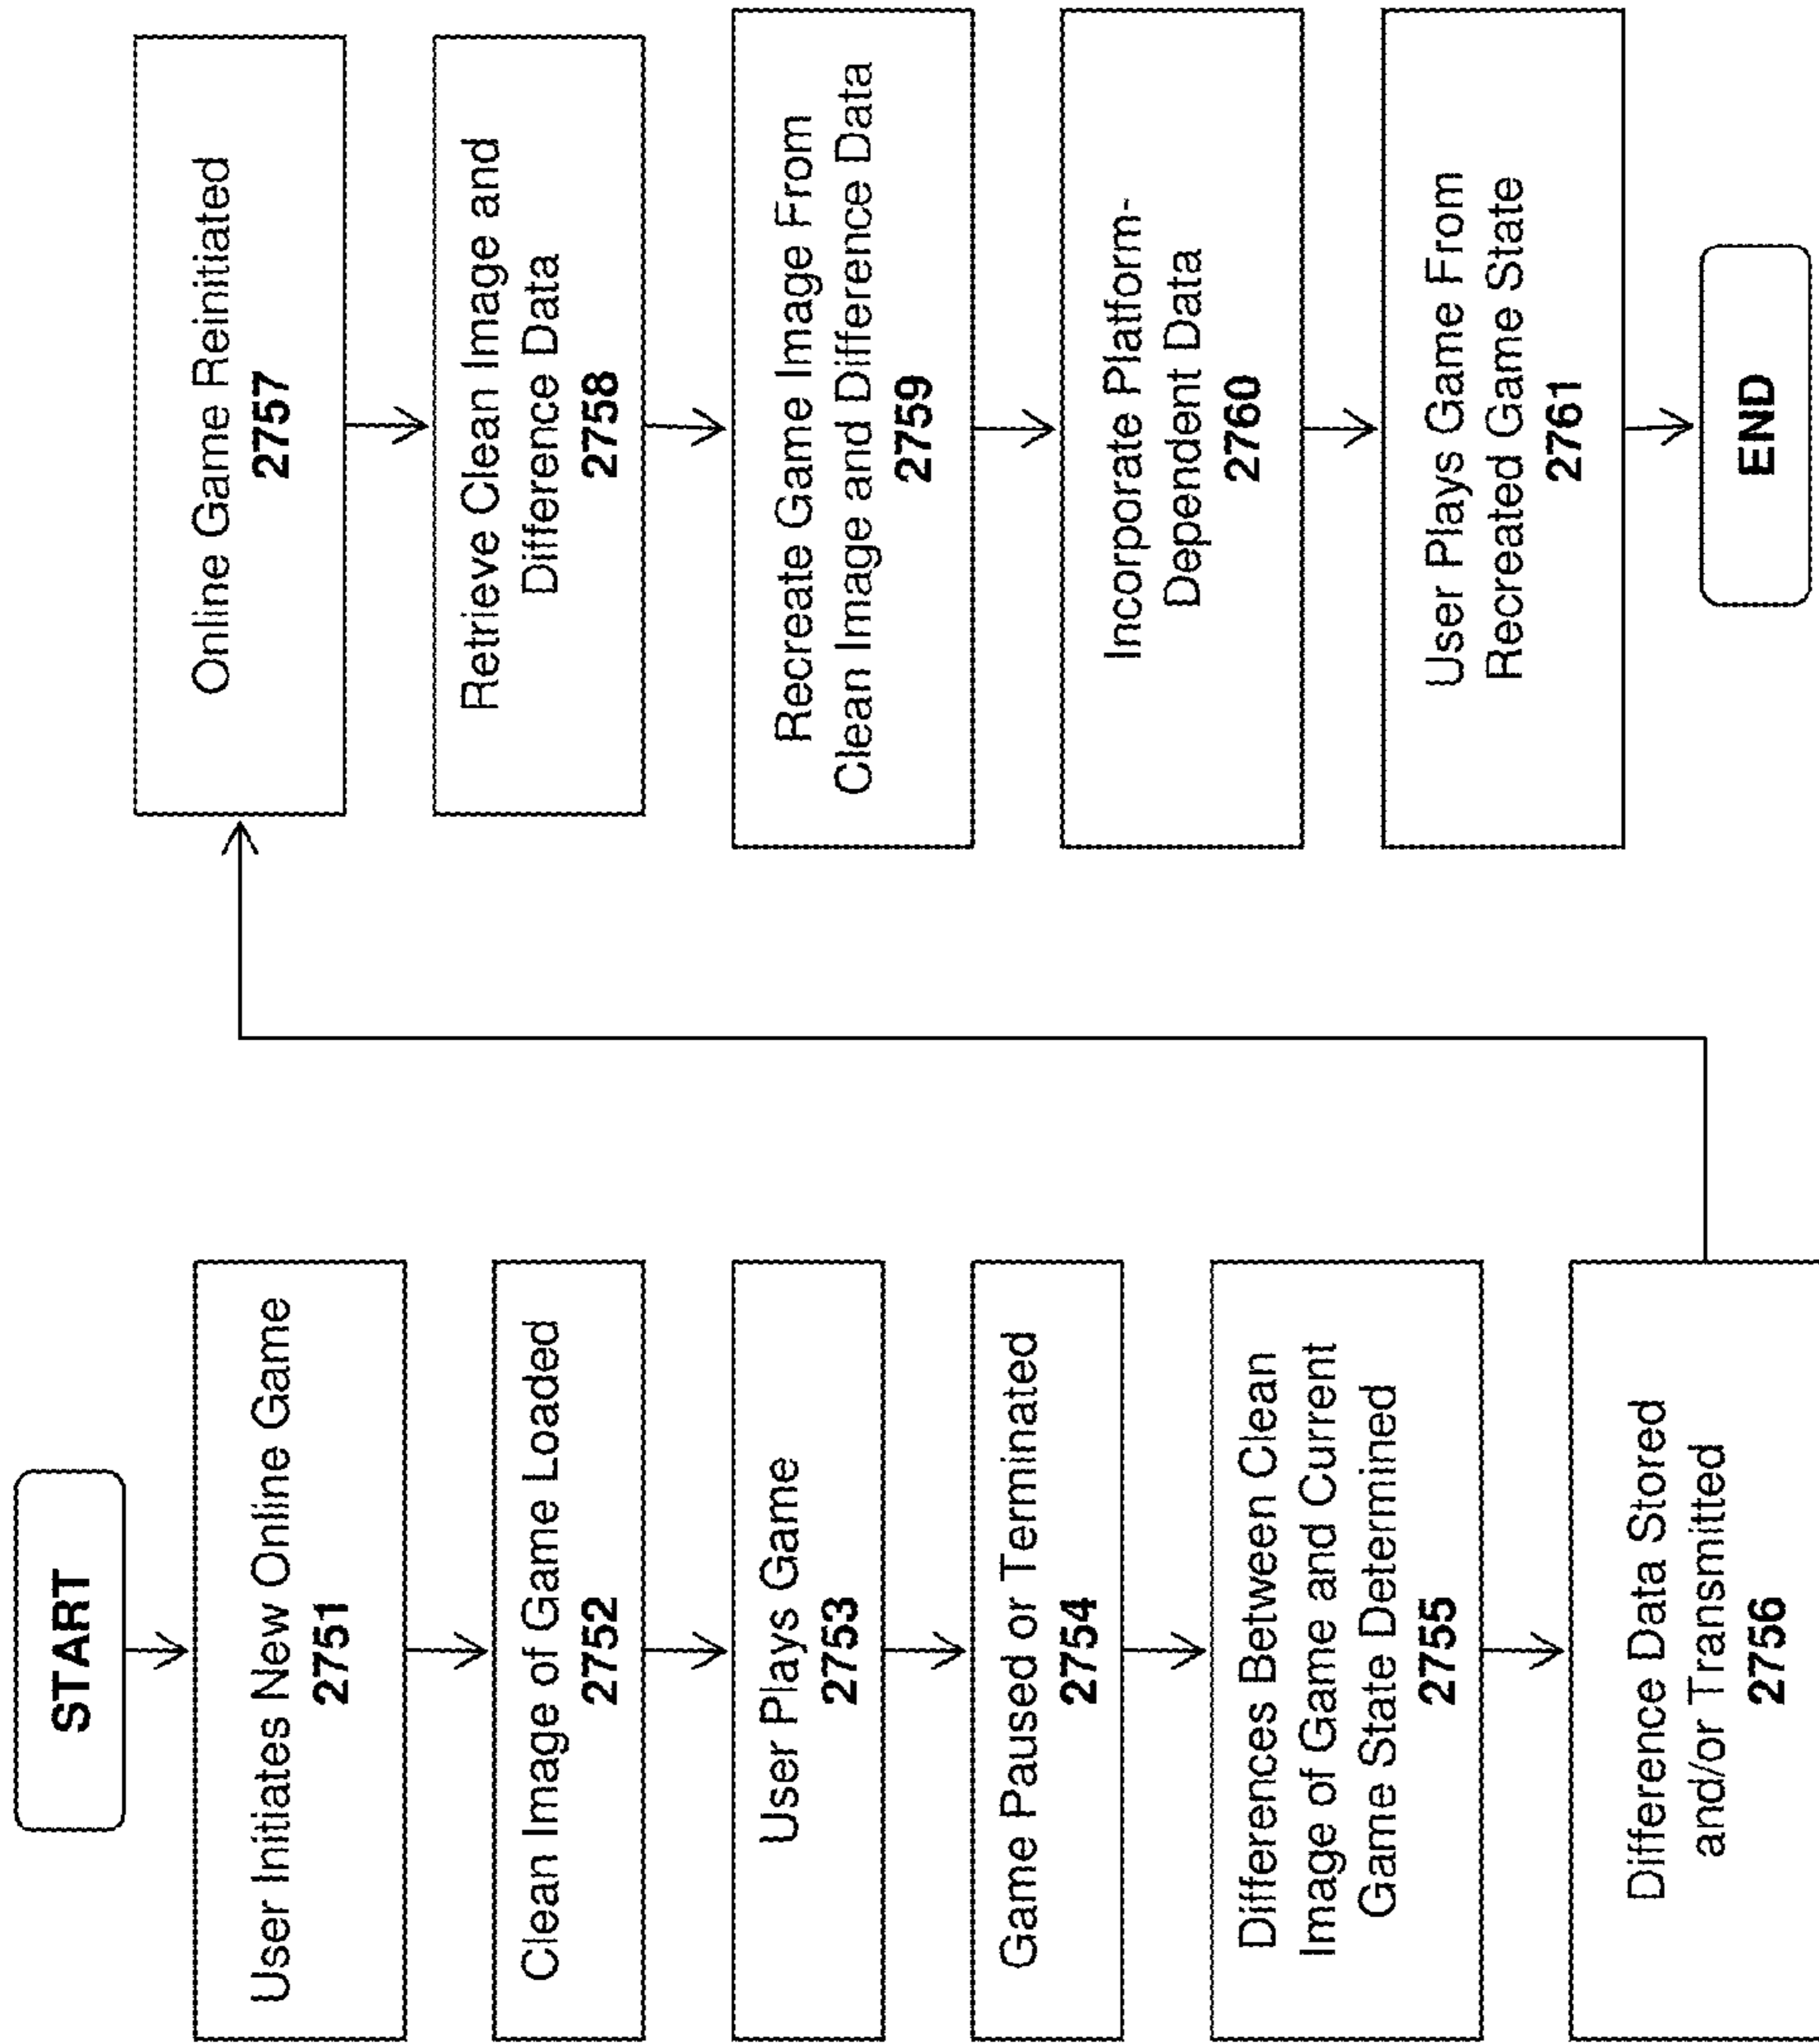 START
User Initiates New Online Game
2751
Clean Image of Game Loaded
2752
User Plays Game
2753
Game Paused or Terminated
2754
Differences Between Clean
Image of Game and Current
Game State Determined
2755
Difference Data Stored
and/or Transmitted
2756
Online Game Reinitiated
2757
Retrieve Clean Image and
Difference Data
2758
Recreate Game Image From
Clean Image and Difference Data
2759
Incorporate Platform-
Dependent Data
2760
User Plays Game From
Recreated Game State
2761
END